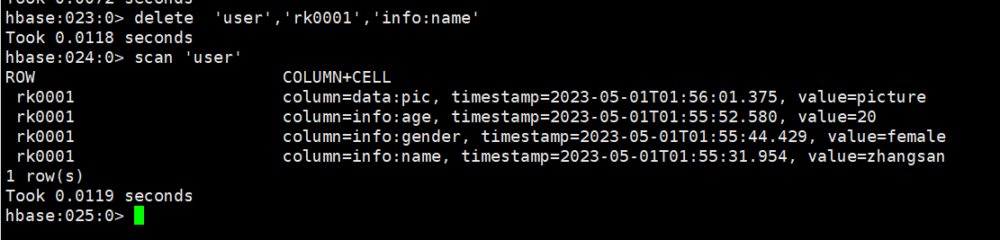 Took 0.0072 seconds
hbase:023:0> delete  'user','rk0001','info:name'
Took 0.0118 seconds
hbase:024:0> scan 'user'
ROW                          COLUMN+CELL
 rk0001                      column=data:pic, timestamp=2023-05-01T01:56:01.375, value=picture
 rk0001                      column=info:age, timestamp=2023-05-01T01:55:52.580, value=20
 rk0001                      column=info:gender, timestamp=2023-05-01T01:55:44.429, value=female
 rk0001                      column=info:name, timestamp=2023-05-01T01:55:31.954, value=zhangsan
1 row(s)
Took 0.0119 seconds
hbase:025:0>